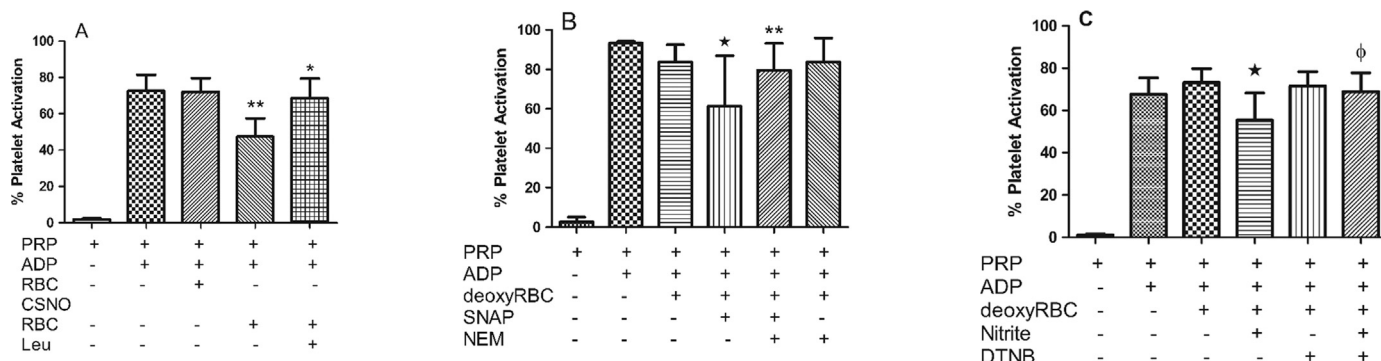 A
% Platelet Activation
100
80
60
40
20
0
** *
PRP + + + + +
ADP - + + + +
RBC - - + - -
CSNO
RBC - - - + +
Leu - - - - +
B
% Platelet Activation
100
80
60
40
20
0
★ **
PRP + + + + + +
ADP - + + + + +
deoxyRBC - - + + + +
SNAP - - - + + -
NEM - - - - + +
C
% Platelet Activation
100
80
60
40
20
0
★ ϕ
PRP + + + + + +
ADP - + + + + +
deoxyRBC - - + + + +
Nitrite - - - + - +
DTNB - - - - + +